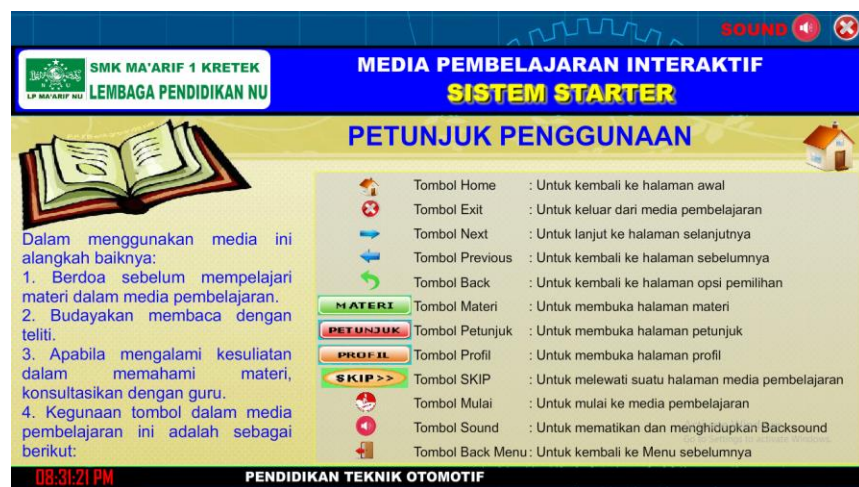 SOUND
SMK MA'ARIF 1 KRETEK
LEMBAGA PENDIDIKAN NU
LP MA'ARIF NU
MEDIA PEMBELAJARAN INTERAKTIF
SISTEM STARTER
PETUNJUK PENGGUNAAN
Dalam menggunakan media ini
alangkah baiknya:
1. Berdoa sebelum mempelajari
materi dalam media pembelajaran.
2. Budayakan membaca dengan
teliti.
3. Apabila mengalami kesuliatan
dalam memahami materi,
konsultasikan dengan guru.
4. Kegunaan tombol dalam media
pembelajaran ini adalah sebagai
berikut:
Tombol Home : Untuk kembali ke halaman awal
Tombol Exit : Untuk keluar dari media pembelajaran
Tombol Next : Untuk lanjut ke halaman selanjutnya
Tombol Previous : Untuk kembali ke halaman sebelumnya
Tombol Back : Untuk kembali ke halaman opsi pemilihan
MATERI Tombol Materi : Untuk membuka halaman materi
PETUNJUK Tombol Petunjuk : Untuk membuka halaman petunjuk
PROFIL Tombol Profil : Untuk membuka halaman profil
SKIP>> Tombol SKIP : Untuk melewati suatu halaman media pembelajaran
Tombol Mulai : Untuk mulai ke media pembelajaran
Tombol Sound : Untuk mematikan dan menghidupkan Backsound
Go to Settings to activate Windows.
Tombol Back Menu : Untuk kembali ke Menu sebelumnya
08:31:21 PM
PENDIDIKAN TEKNIK OTOMOTIF